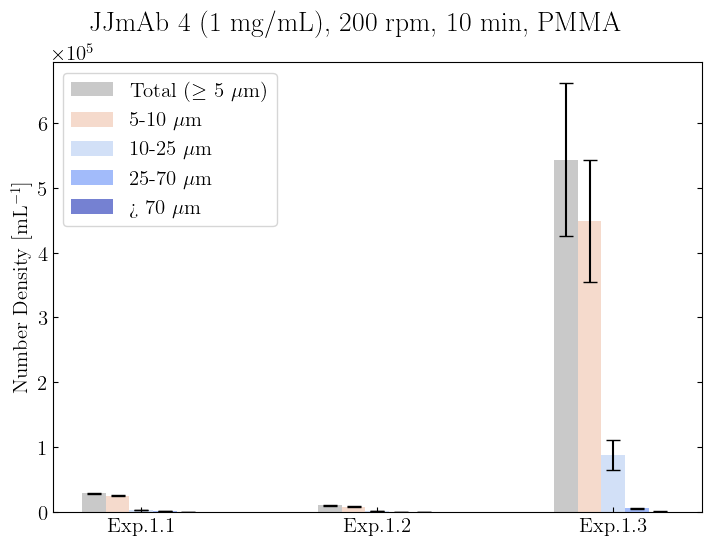 JJmAb 4 (1 mg/mL), 200 rpm, 10 min, PMMA
×10⁵
Total (≥ 5 μm)
5-10 μm
10-25 μm
25-70 μm
¿ 70 μm
Number Density [mL⁻¹]
6
5
4
3
2
1
0
Exp.1.1 Exp.1.2 Exp.1.3